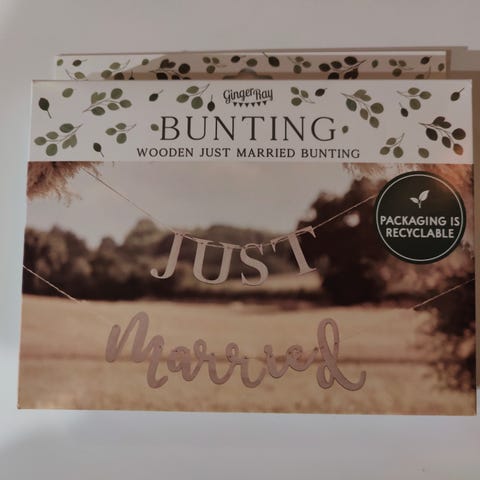 Ginger Ray
BUNTING
WOODEN JUST MARRIED BUNTING
PACKAGING IS
RECYCLABLE
JUST
Married